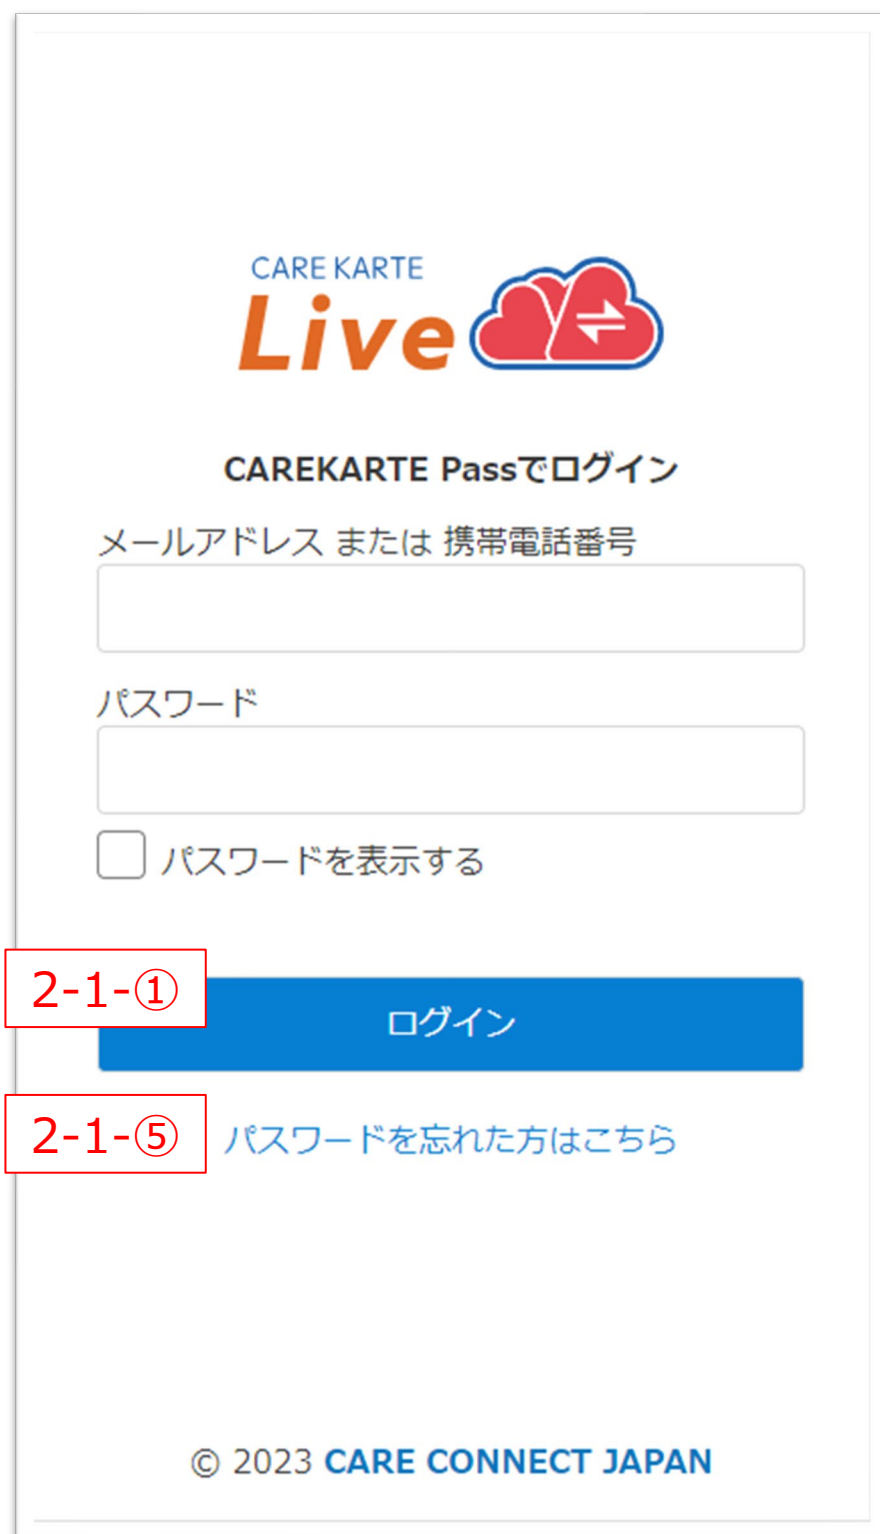 CARE KARTE
Live
CAREKARTE Passでログイン
メールアドレス または 携帯電話番号
パスワード
パスワードを表示する
2-1-①
ログイン
2-1-⑤
パスワードを忘れた方はこちら
© 2023 CARE CONNECT JAPAN